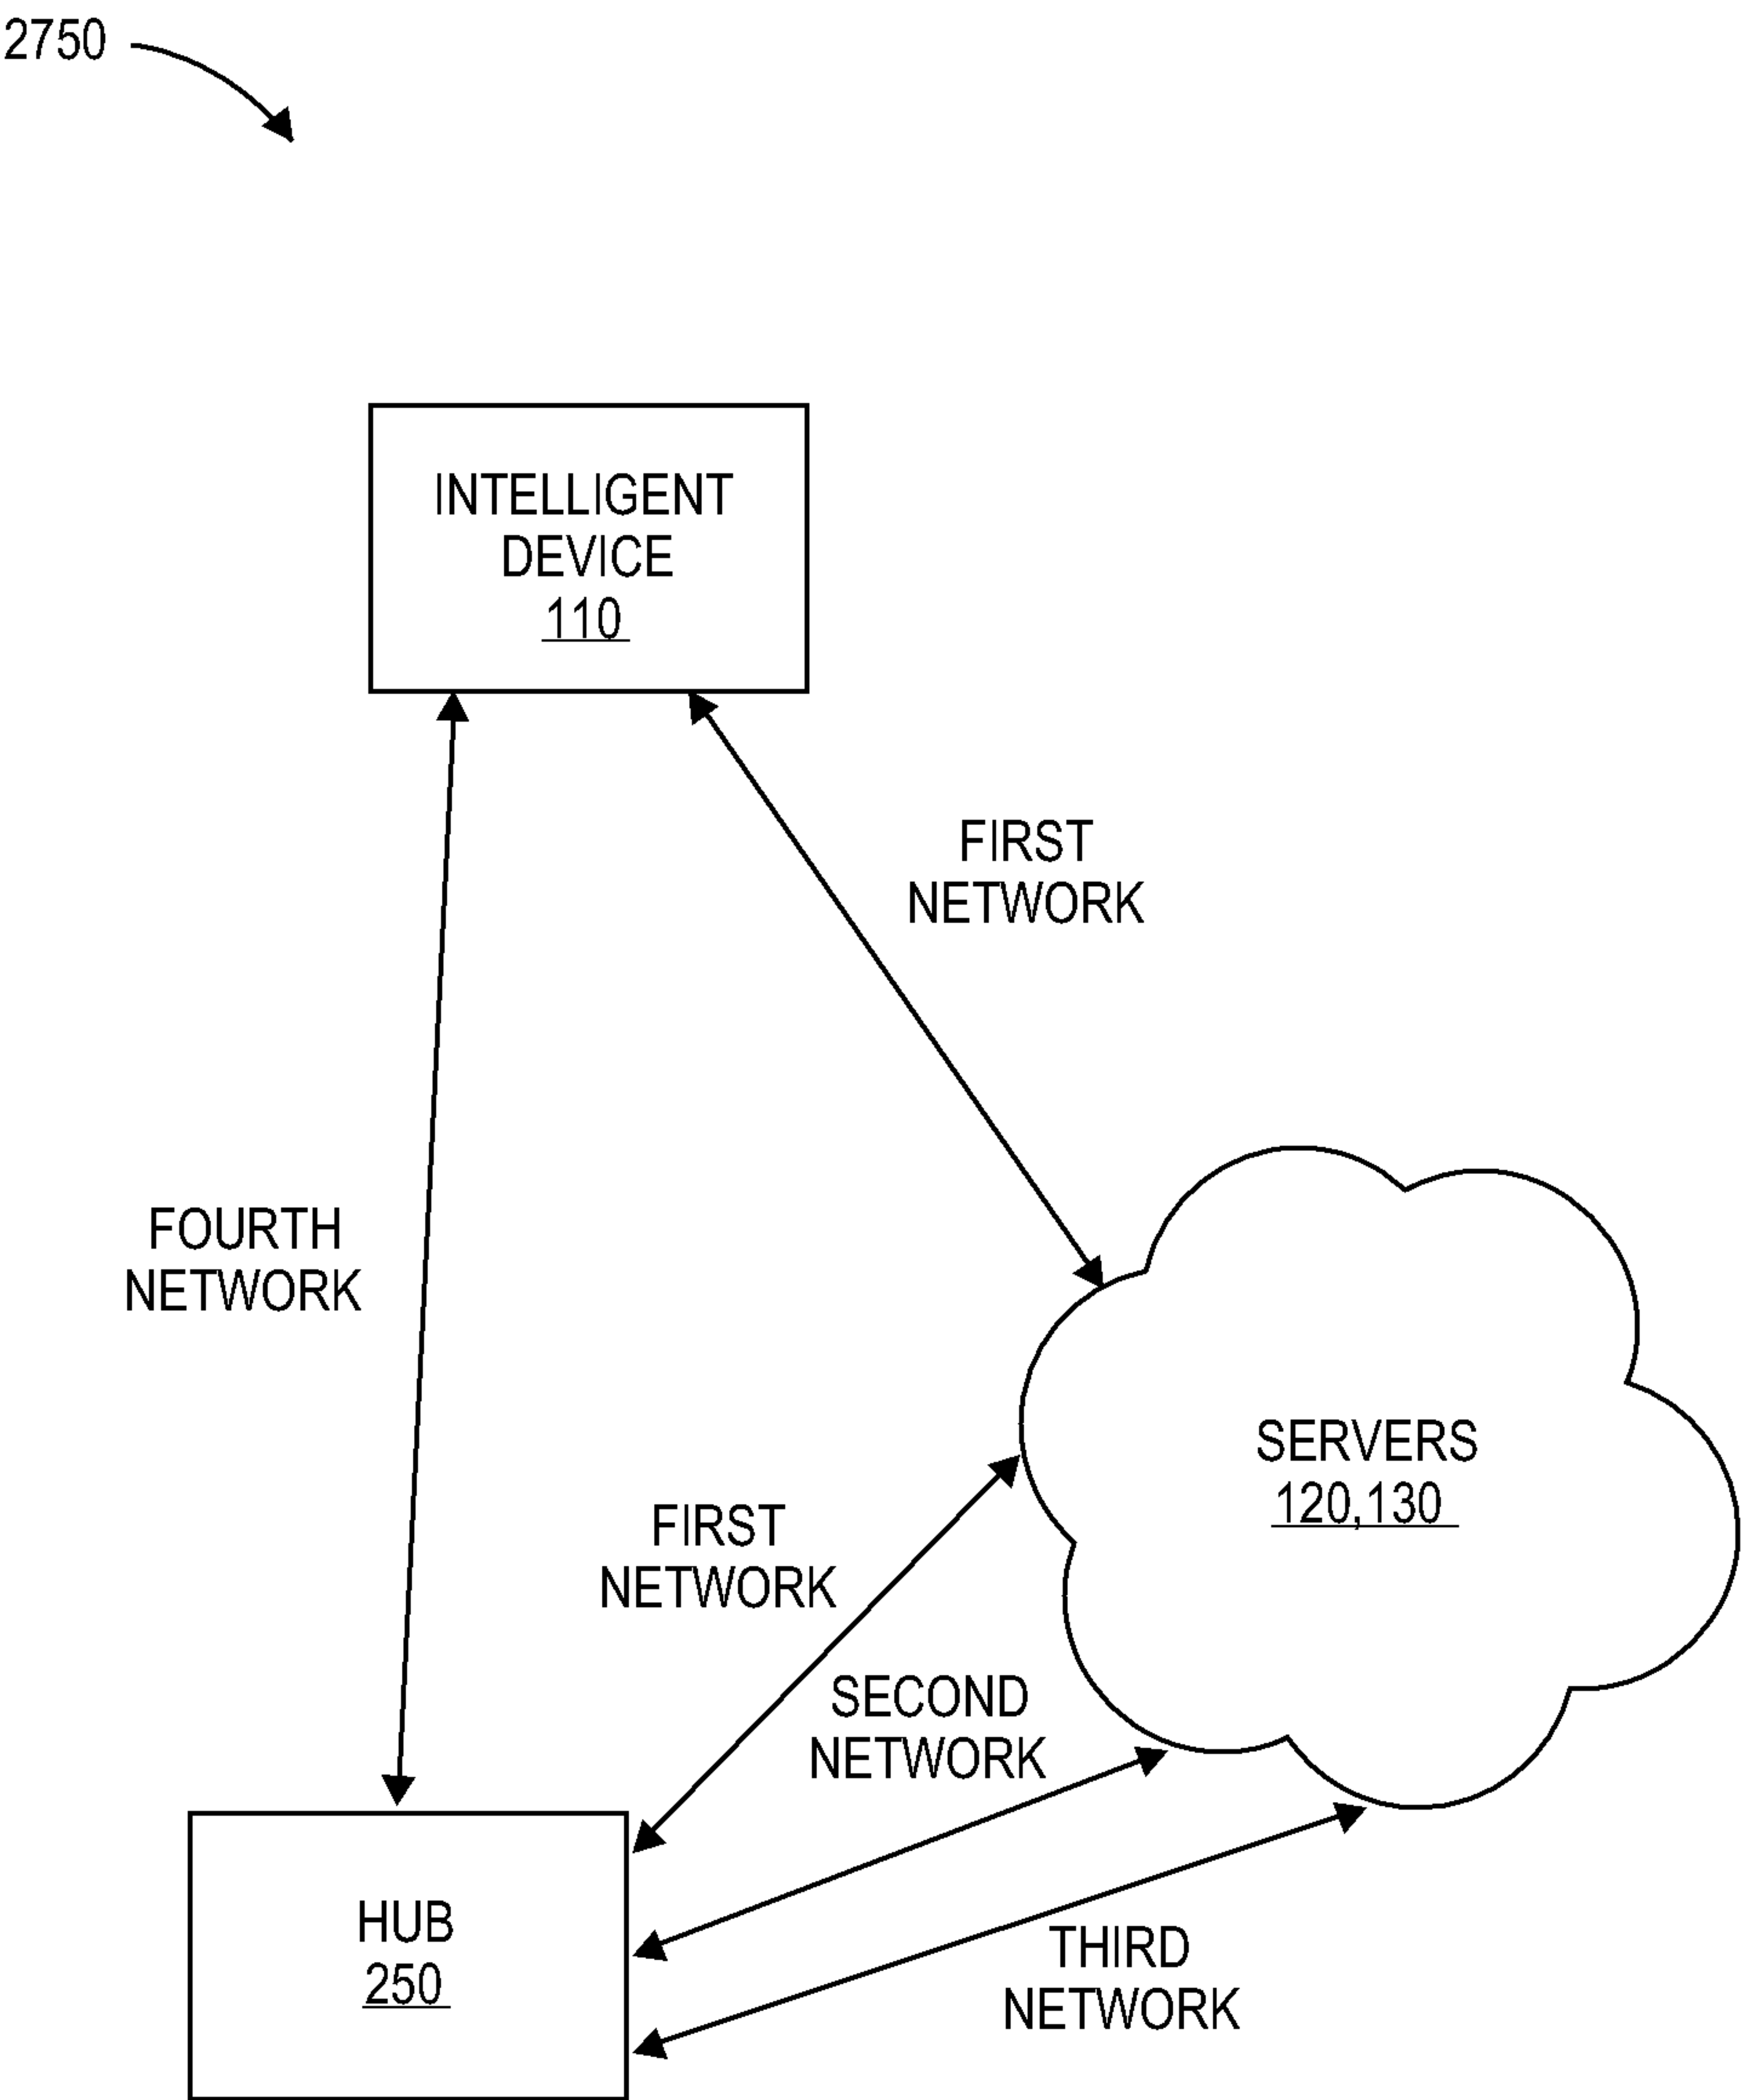 2750
INTELLIGENT
DEVICE
110
FIRST
NETWORK
FOURTH
NETWORK
SERVERS
120,130
FIRST
NETWORK
SECOND
NETWORK
HUB
250
THIRD
NETWORK